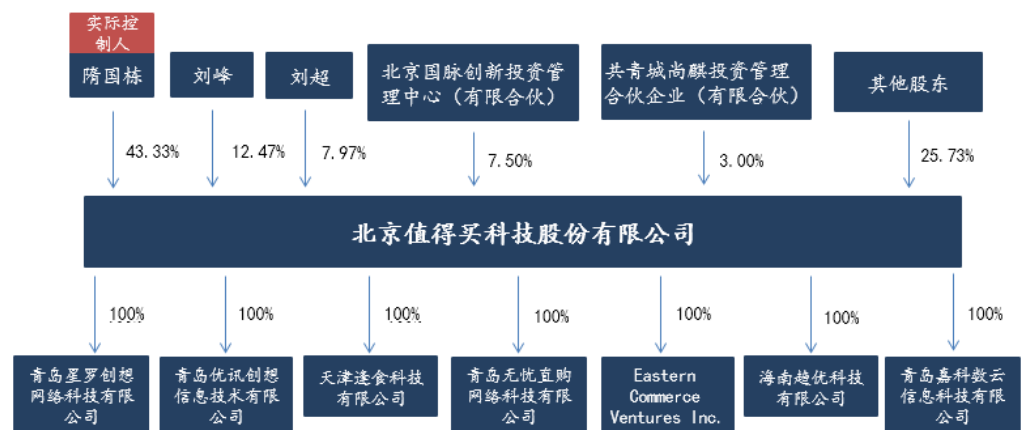 实际控
制人
隋国栋
刘峰
刘超
北京国脉创新投资管
理中心（有限合伙）
共青城尚麒投资管理
合伙企业（有限合伙）
其他股东
43.33%
12.47%
7.97%
7.50%
3.00%
25.73%
北京值得买科技股份有限公司
100%
100%
100%
100%
100%
100%
100%
青岛星罗创想
网络科技有限
公司
青岛优讯创想
信息技术有限
公司
天津逢食科技
有限公司
青岛无忧直购
网络科技有限
公司
Eastern
Commerce
Ventures Inc.
海南趋优科技
有限公司
青岛嘉科数云
信息科技有限
公司